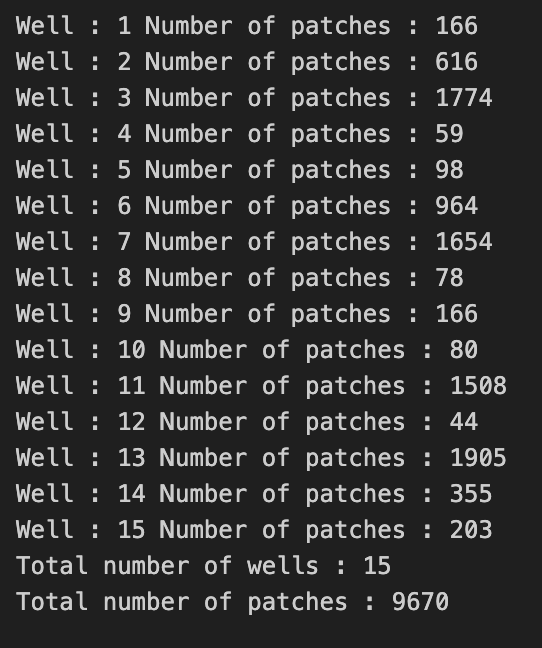 Well : 1 Number of patches : 166
Well : 2 Number of patches : 616
Well : 3 Number of patches : 1774
Well : 4 Number of patches : 59
Well : 5 Number of patches : 98
Well : 6 Number of patches : 964
Well : 7 Number of patches : 1654
Well : 8 Number of patches : 78
Well : 9 Number of patches : 166
Well : 10 Number of patches : 80
Well : 11 Number of patches : 1508
Well : 12 Number of patches : 44
Well : 13 Number of patches : 1905
Well : 14 Number of patches : 355
Well : 15 Number of patches : 203
Total number of wells : 15
Total number of patches : 9670